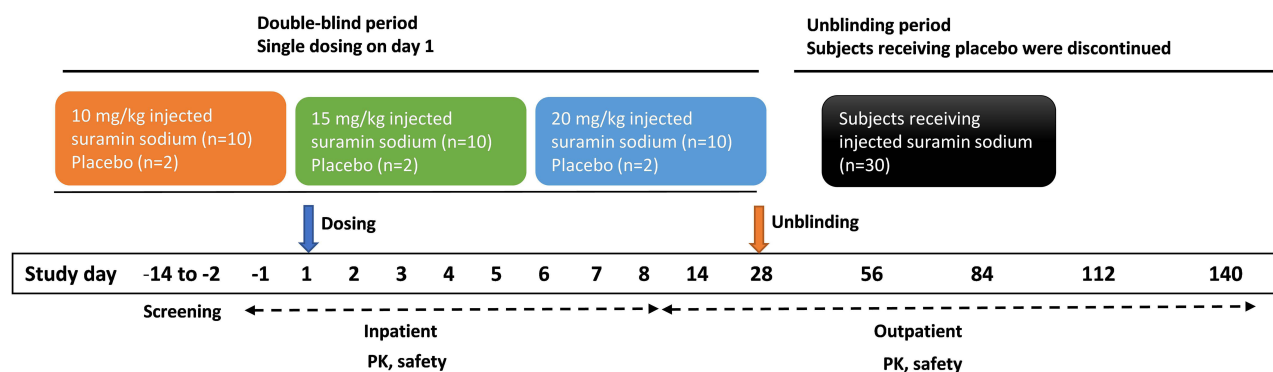 Double-blind period
Single dosing on day 1
Unblinding period
Subjects receiving placebo were discontinued
10 mg/kg injected
suramin sodium (n=10)
Placebo (n=2)
15 mg/kg injected
suramin sodium (n=10)
Placebo (n=2)
20 mg/kg injected
suramin sodium (n=10)
Placebo (n=2)
Subjects receiving
injected suramin sodium
(n=30)
Dosing
Unblinding
Study day -14 to -2 -1 1 2 3 4 5 6 7 8 14 28 56 84 112 140
Screening
Inpatient
PK, safety
Outpatient
PK, safety